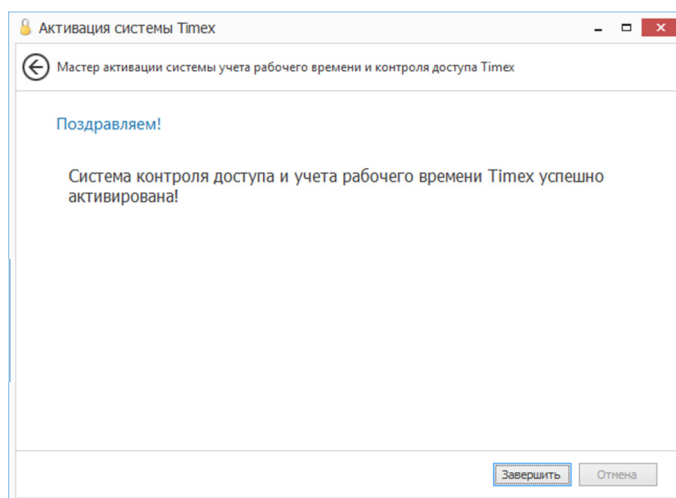 Активация системы Timex
Мастер активации системы учета рабочего времени и контроля доступа Timex
Поздравляем!
Система контроля доступа и учета рабочего времени Timex успешно
активирована!
Завершить Отмена